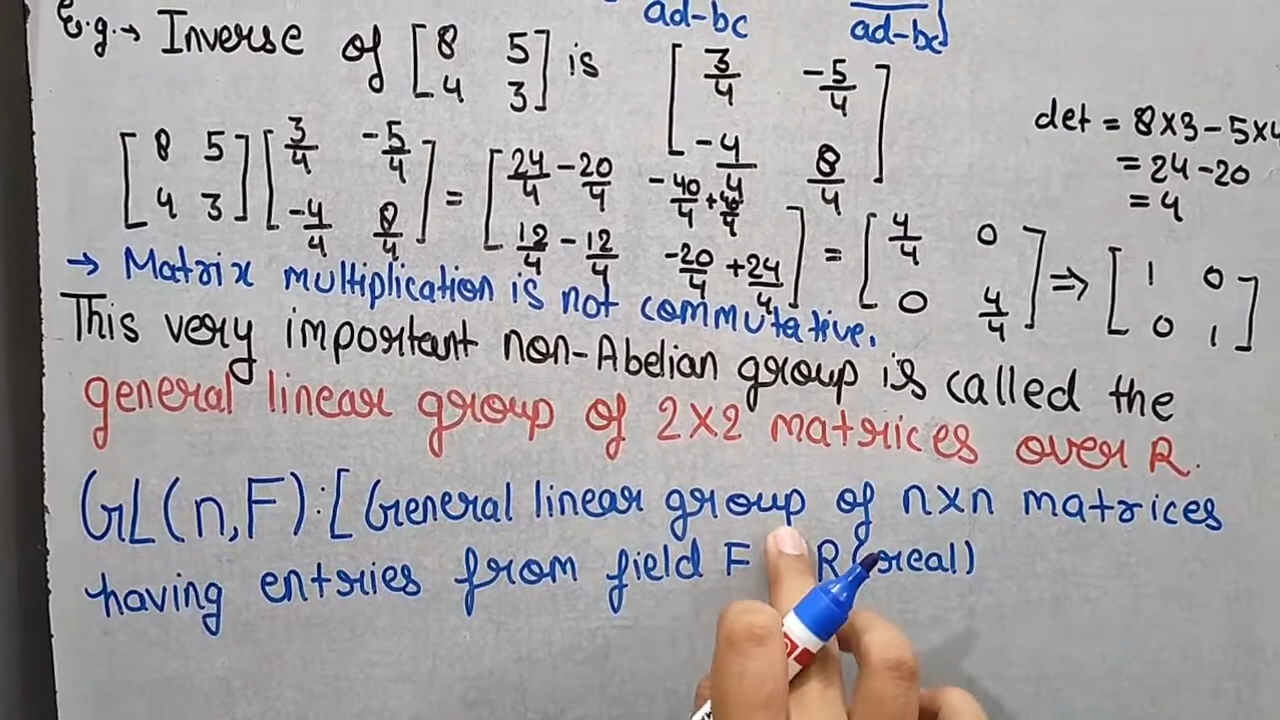 ad-bc ad-bc
E.g.→ Inverse of [8 5 4 3] is [3/4 -5/4 -4/4 8/4]
det = 8×3-5×4
= 24-20
= 4
[8 5 4 3] [3/4 -5/4 -4/4 8/4] = [24/4 - 20/4 -40/4 + 40/4 12/4 - 12/4 -20/4 + 24/4] = [4/4 0 0 4/4] ⇒ [1 0 0 1]
→ Matrix multiplication is not commutative.
This very important non-Abelian group is called the
general linear group of 2×2 matrices over R.
GL(n,F):[General linear group of n×n matrices
having entries from field F R(real)